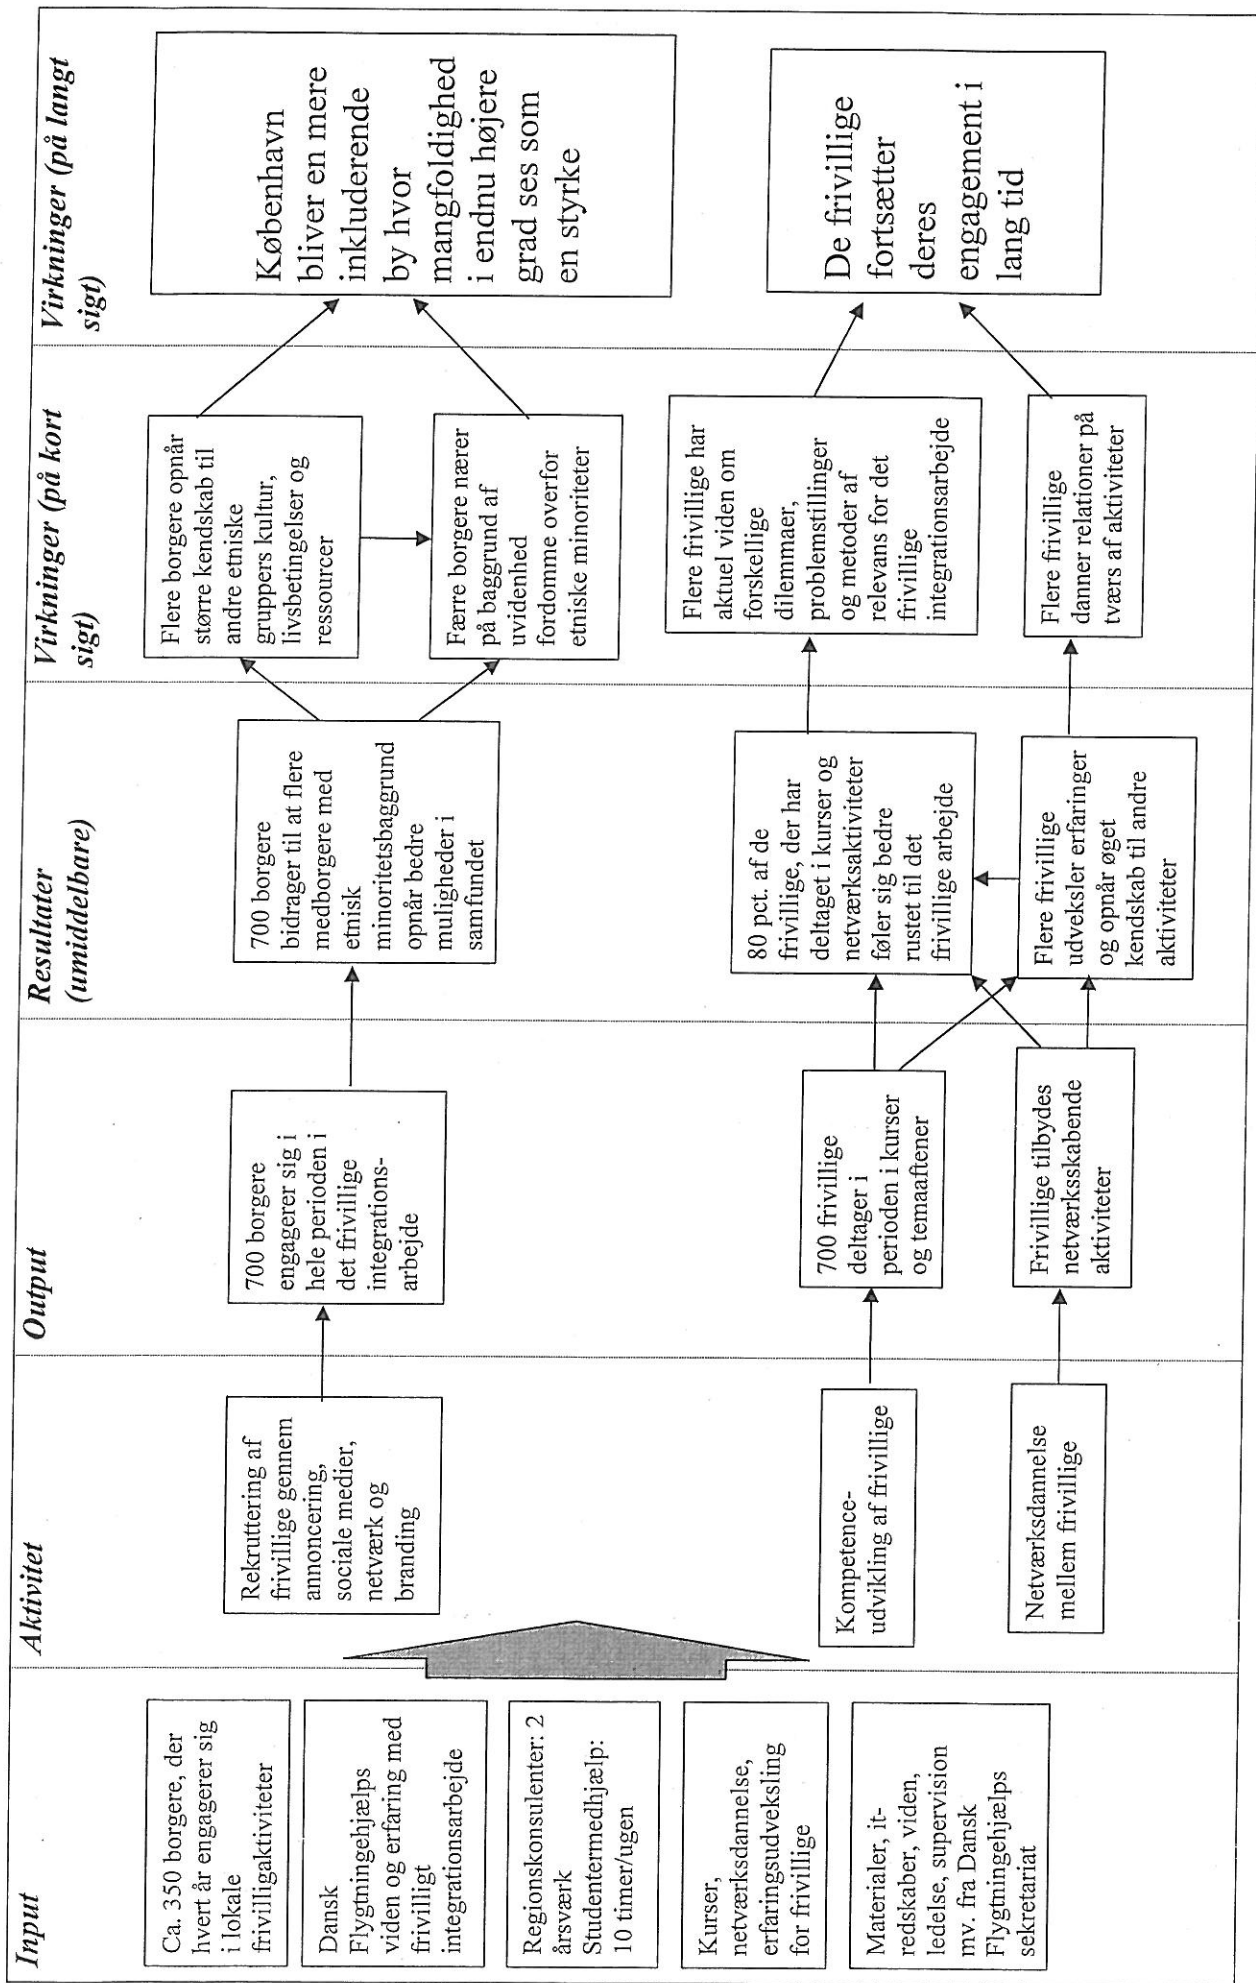 Input
Ca. 350 borgere, der
hvert år engagerer sig
i lokale
frivilligaktiviteter
Dansk
Flygtningehjælps
viden og erfaring med
frivilligt
integrationsarbejde
Regionskonsulenter: 2
årsværk
Studentermedhjælp:
10 timer/ugen
Kurser,
netværksdannelse,
erfaringsudveksling
for frivillige
Materialer, it-
redskaber, viden,
ledelse, supervision
mv. fra Dansk
Flygtningehjælps
sekretariat
Aktivitet
Rekruttering af
frivillige gennem
annoncering,
sociale medier,
netværk og
branding
Kompetence-
udvikling af frivillige
Netværksdannelse
mellem frivillige
Output
700 borgere
engagerer sig i
hele perioden i
det frivillige
integrations-
arbejde
700 frivillige
deltager i
perioden i kurser
og temaaftener
Frivillige tilbydes
netværksskabende
aktiviteter
Resultater
(umiddelbare)
700 borgere
bidrager til at flere
medborgere med
etnisk
minoritetsbaggrund
opnår bedre
muligheder i
samfundet
80 pct. af de
frivillige, der har
deltaget i kurser og
netværksaktiviteter
føler sig bedre
rustet til det
frivillige arbejde
Flere frivillige
udveksler erfaringer
og opnår øget
kendskab til andre
aktiviteter
Virkninger (på kort
sigt)
Flere borgere opnår
større kendskab til
andre etniske
gruppers kultur,
livsbetingelser og
ressourcer
Færre borgere nærer
på baggrund af
uvidenhed
fordomme overfor
etniske minoriteter
Flere frivillige har
aktuel viden om
forskellige
dilemmaer,
problemstillinger
og metoder af
relevans for det
frivillige
integrationsarbejde
Flere frivillige
danner relationer på
tværs af aktiviteter
Virkninger (på langt
sigt)
København
bliver en mere
inkluderende
by hvor
mangfoldighed
i endnu højere
grad ses som
en styrke
De frivillige
fortsætter
deres
engagement i
lang tid